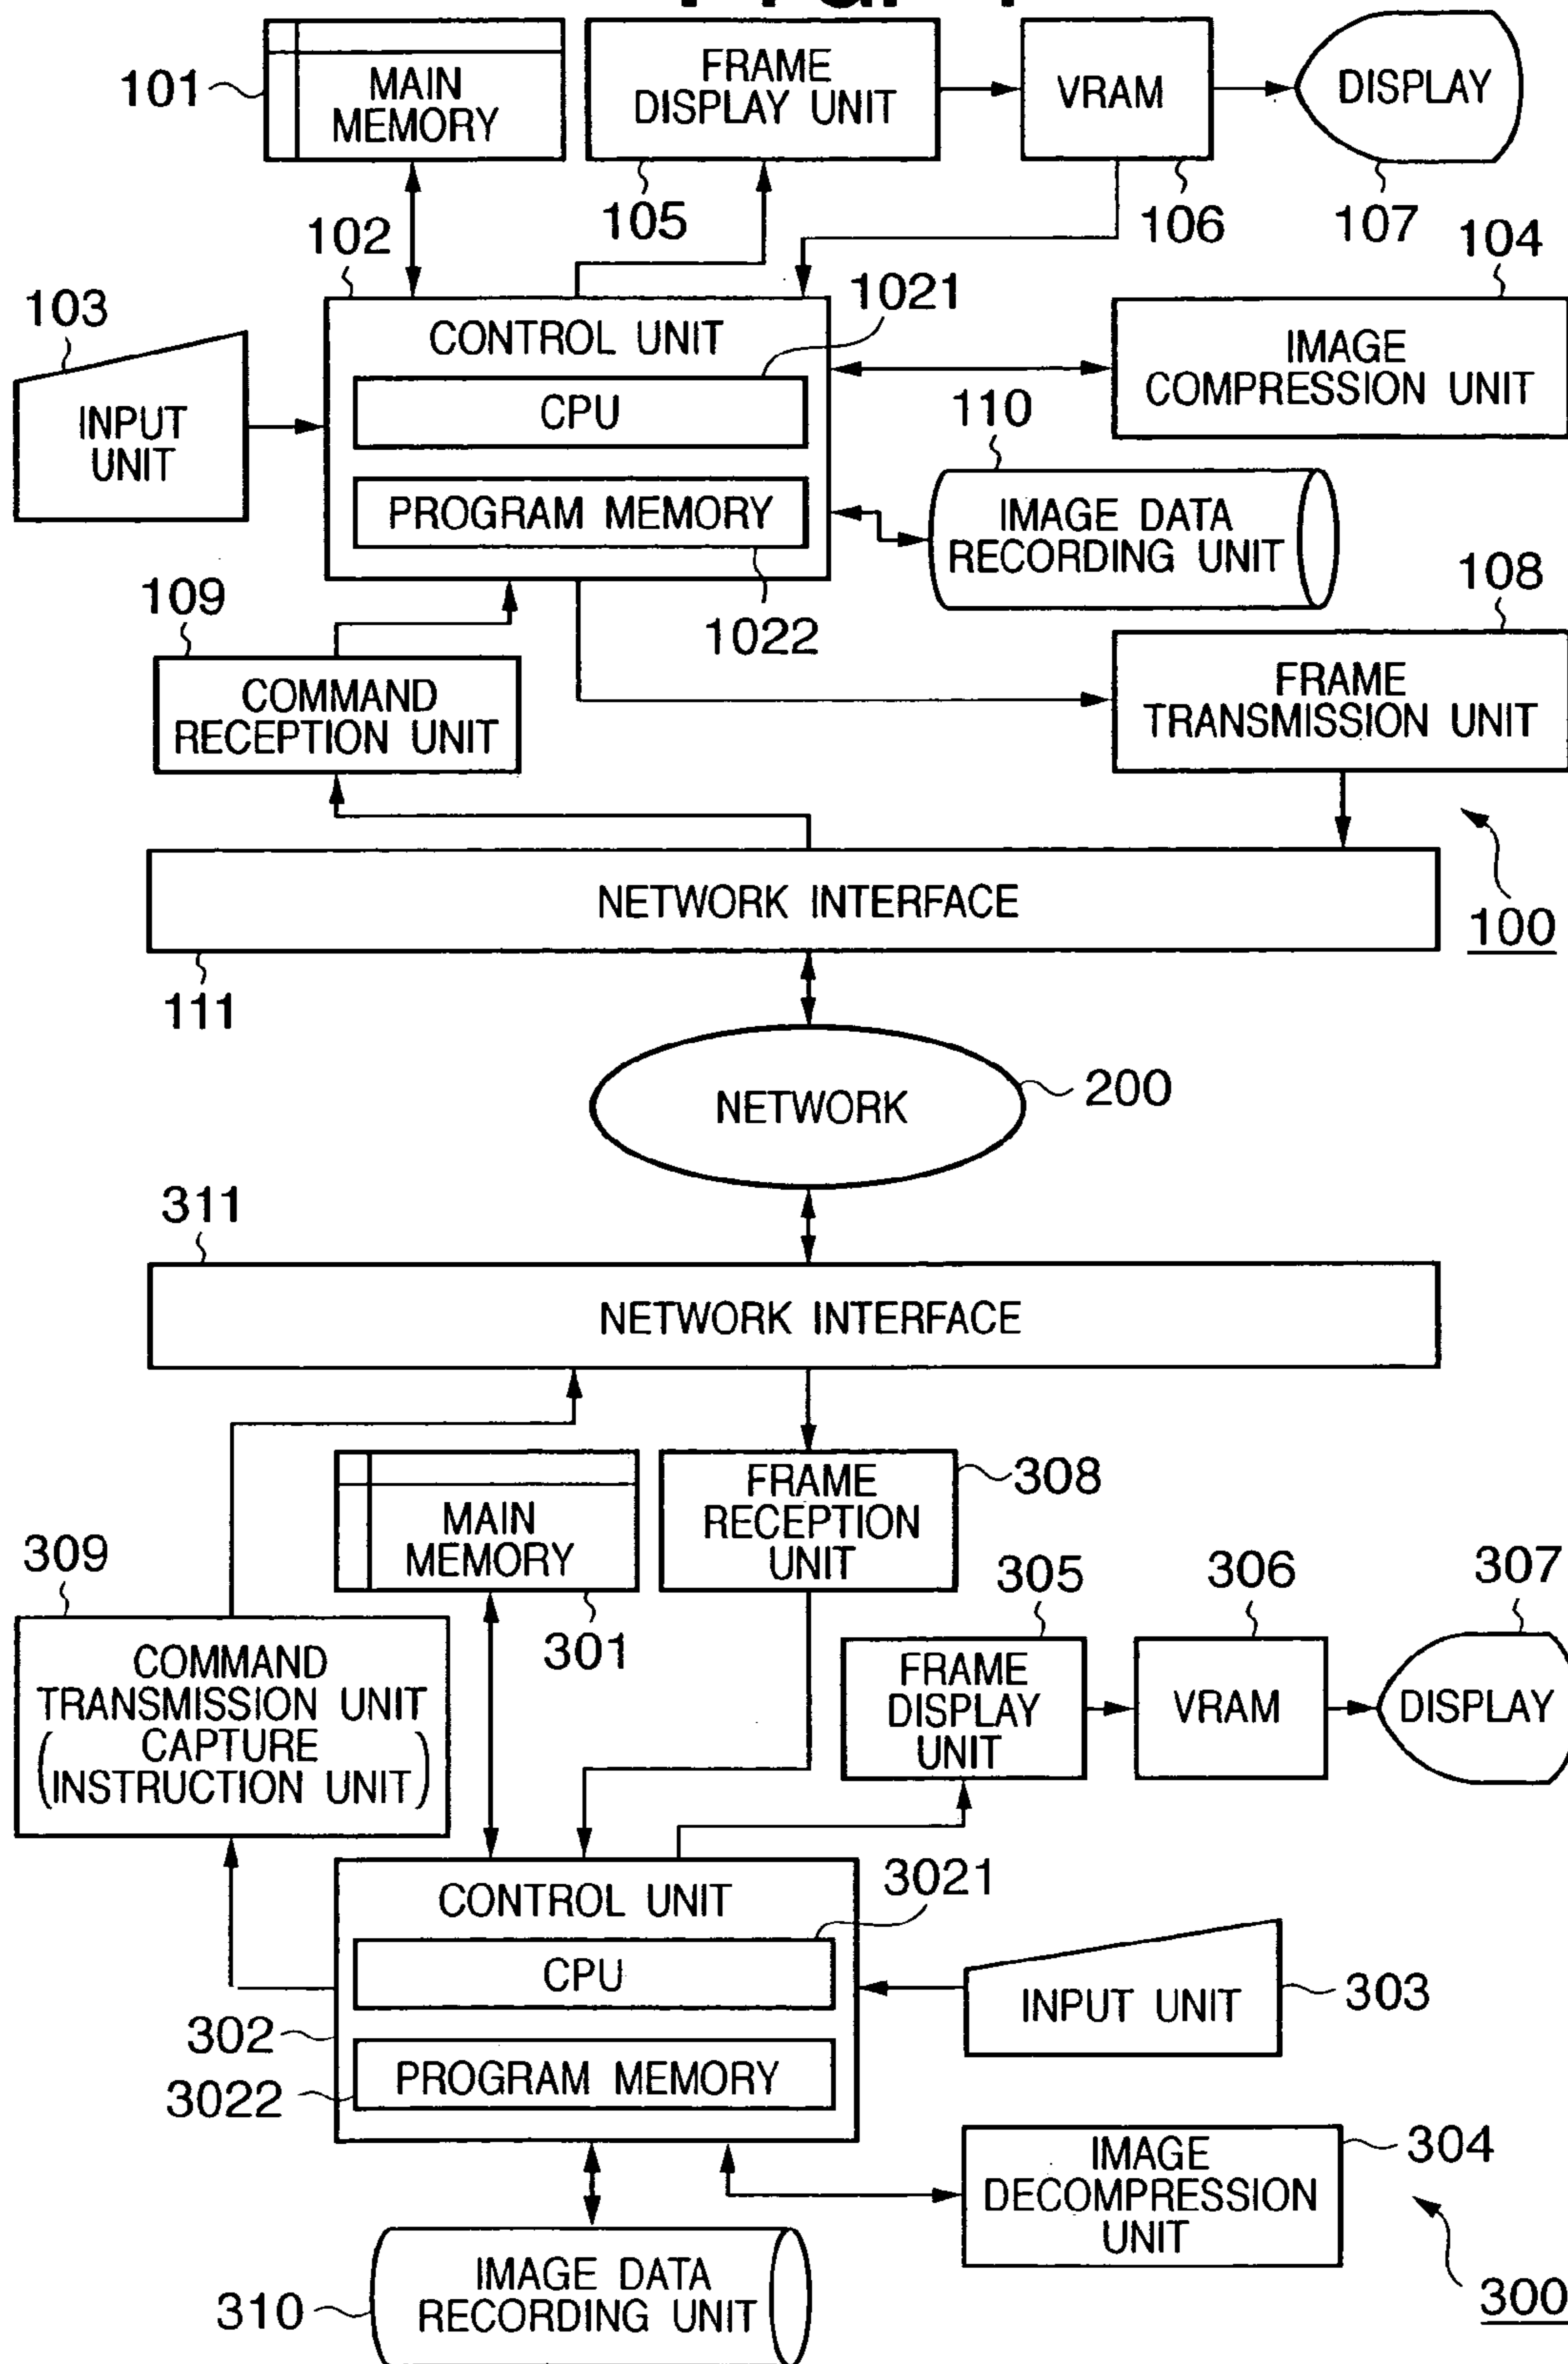 101
MAIN
MEMORY
FRAME
DISPLAY UNIT
VRAM
DISPLAY
102
105
106
107
104
103
1021
CONTROL UNIT
IMAGE
COMPRESSION UNIT
INPUT
UNIT
CPU
110
PROGRAM MEMORY
IMAGE DATA
RECORDING UNIT
108
109
1022
COMMAND
RECEPTION UNIT
FRAME
TRANSMISSION UNIT
NETWORK INTERFACE
100
111
NETWORK
200
311
NETWORK INTERFACE
MAIN
MEMORY
FRAME
RECEPTION
UNIT
308
309
301
305
306
307
COMMAND
TRANSMISSION UNIT
(CAPTURE
INSTRUCTION UNIT)
FRAME
DISPLAY
UNIT
VRAM
DISPLAY
CONTROL UNIT
3021
CPU
INPUT UNIT
303
302
PROGRAM MEMORY
3022
IMAGE
DECOMPRESSION
UNIT
304
IMAGE DATA
RECORDING UNIT
310
300